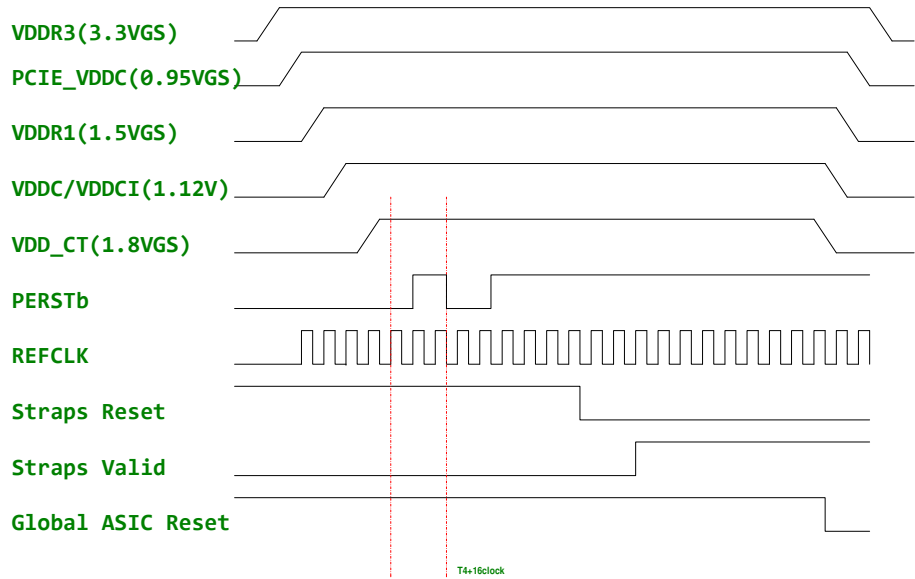 VDDR3(3.3VGS)
PCIE_VDDC(0.95VGS)
VDDR1(1.5VGS)
VDDC/VDDCI(1.12V)
VDD_CT(1.8VGS)
PERSTb
REFCLK
Straps Reset
Straps Valid
Global ASIC Reset
T4+16clock